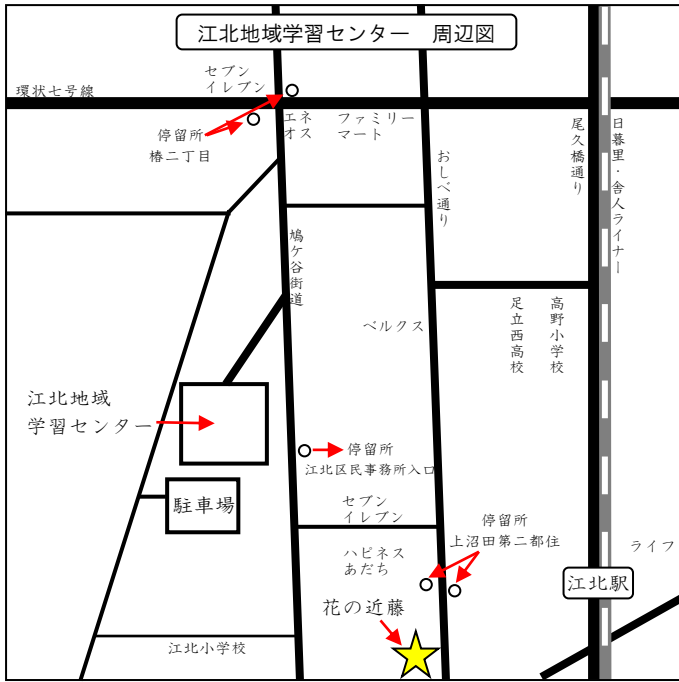 江北地域学習センター　周辺図
環状七号線
セブン
イレブン
停留所
椿二丁目
エネ
オス
ファミリー
マート
おしべ通り
尾久橋通り
日暮里・舎人ライナー
鳩ケ谷街道
ベルクス
足立西高校
高野小学校
江北地域
学習センター
停留所
江北区民事務所入口
駐車場
セブン
イレブン
停留所
上沼田第二都住
ライフ
ハピネス
あだち
江北駅
花の近藤
江北小学校